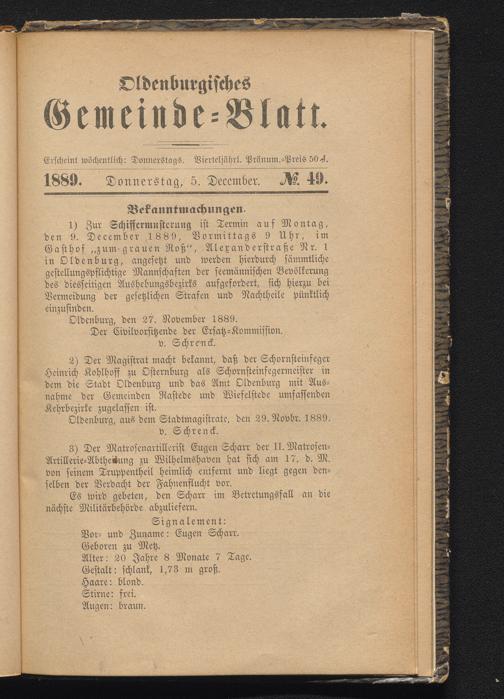 Oldenburgisches
Gemeinde=Blatt.
Erscheint wöchentlich: Donnerstags. Vierteljährl. Pränum.=Preis 50 ₰.
1889. Donnerstag, 5. December. № 49.
Bekanntmachungen.
1) Zur Schiffermusterung ist Termin auf Montag,
den 9. December 1889, Vormittags 9 Uhr, im
Gasthof „zum grauen Roß“, Alexanderstraße Nr. 1
in Oldenburg, angesetzt und werden hierdurch sämmtliche
gestellungspflichtige Mannschaften der seemännischen Bevölkerung
des diesseitigen Aushebungsbezirks aufgefordert, sich hierzu bei
Vermeidung der gesetzlichen Strafen und Nachtheile pünktlich
einzufinden.
Oldenburg, den 27. November 1889.
Der Civilvorsitzende der Ersatz=Kommission.
v. Schrenck.
2) Der Magistrat macht bekannt, daß der Schornsteinfeger
Heinrich Kohlhoff zu Osternburg als Schornsteinfegermeister in
dem die Stadt Oldenburg und das Amt Oldenburg mit Aus=
nahme der Gemeinden Rastede und Wiefelstede umfassenden
Kehrbezirke zugelassen ist.
Oldenburg, aus dem Stadtmagistrate, den 29. Novbr. 1889.
v. Schrenck.
3) Der Matrosenartillerist Eugen Scharr der II. Matrosen=
Artillerie=Abtheilung zu Wilhelmshaven hat sich am 17. d. M.
von seinem Truppentheil heimlich entfernt und liegt gegen den=
selben der Verdacht der Fahnenflucht vor.
Es wird gebeten, den Scharr im Betretungsfall an die
nächste Militärbehörde abzuliefern.
Signalement:
Vor= und Zuname: Eugen Scharr.
Geboren zu Metz.
Alter: 20 Jahre 8 Monate 7 Tage.
Gestalt: schlank, 1,73 m groß.
Haare: blond.
Stirne: frei.
Augen: braun.